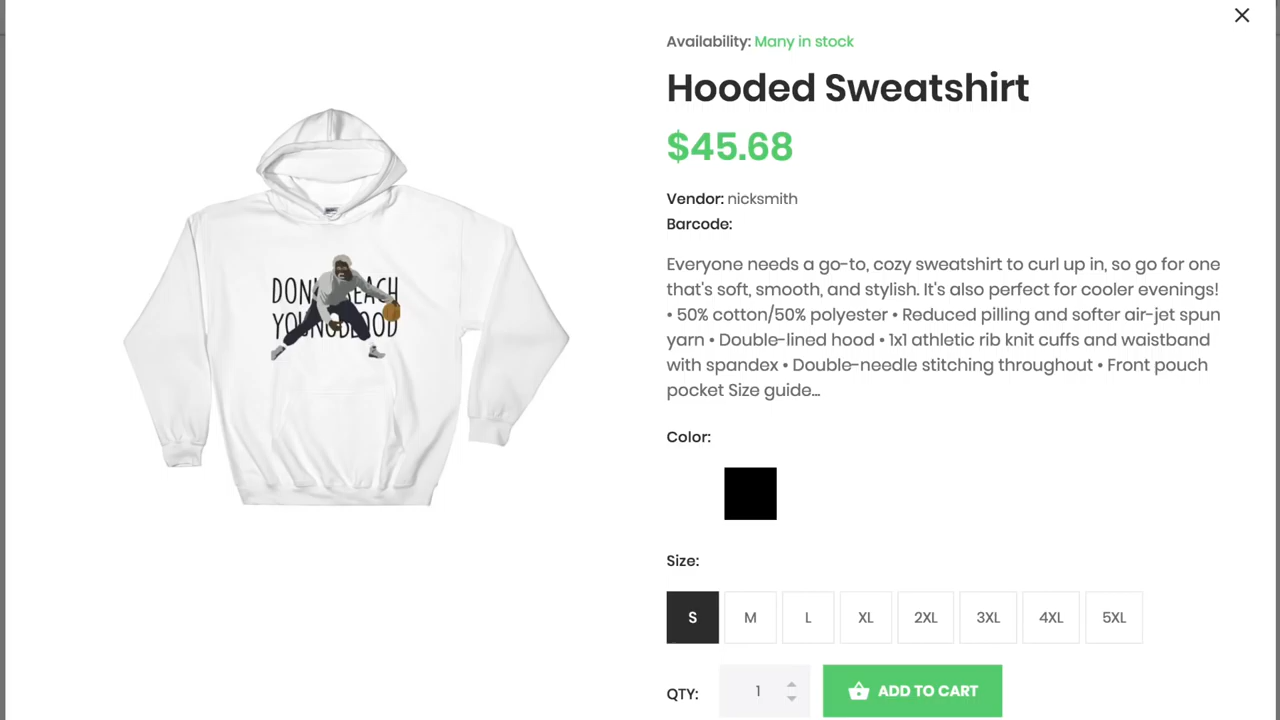 Availability: Many in stock
Hooded Sweatshirt
$45.68
Vendor: nicksmith
Barcode:
Everyone needs a go-to, cozy sweatshirt to curl up in, so go for one
that's soft, smooth, and stylish. It's also perfect for cooler evenings!
• 50% cotton/50% polyester • Reduced pilling and softer air-jet spun
yarn • Double-lined hood • 1x1 athletic rib knit cuffs and waistband
with spandex • Double-needle stitching throughout • Front pouch
pocket Size guide...
Color:
Size:
S M L XL 2XL 3XL 4XL 5XL
QTY: 1 ADD TO CART
DON'T REACH
YOUNGBLOOD